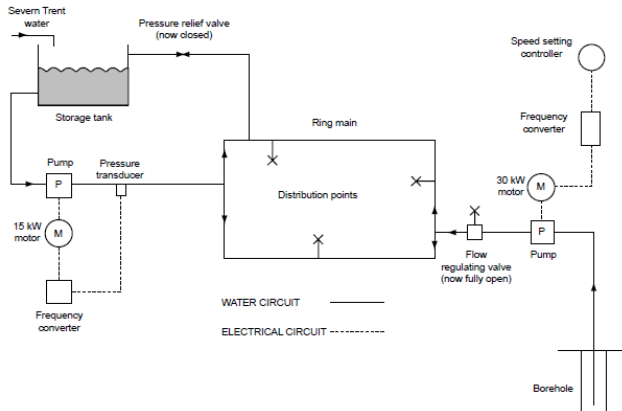 Severn Trent
water
Pressure relief valve
(now closed)
Speed setting
controller
Storage tank
Ring main
Frequency
converter
Pump
Pressure
transducer
P
Distribution points
30 kW
motor
M
15 kW
motor
M
P
Flow
regulating valve
(now fully open)
Pump
Frequency
converter
WATER CIRCUIT
ELECTRICAL CIRCUIT
Borehole